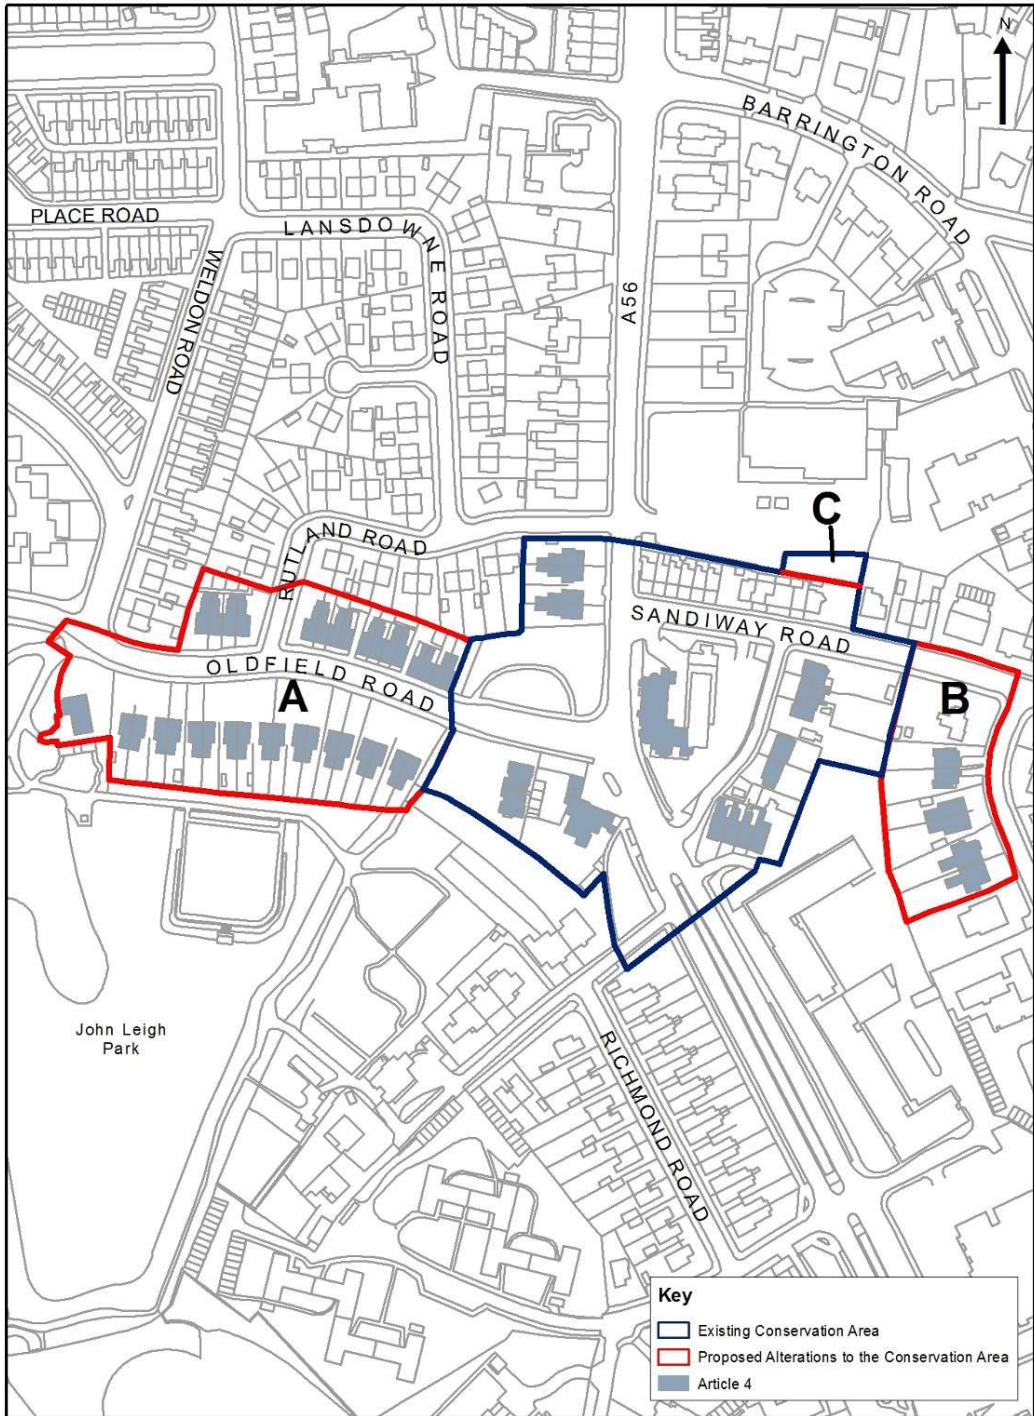 N
BARRINGTON ROAD
PLACE ROAD
LANSDOWNE ROAD
WELDON ROAD
A56
C
RUTLAND ROAD
SANDIWAY ROAD
OLDFIELD ROAD
A
B
John Leigh
Park
RICHMOND ROAD
Key
Existing Conservation Area
Proposed Alterations to the Conservation Area
Article 4